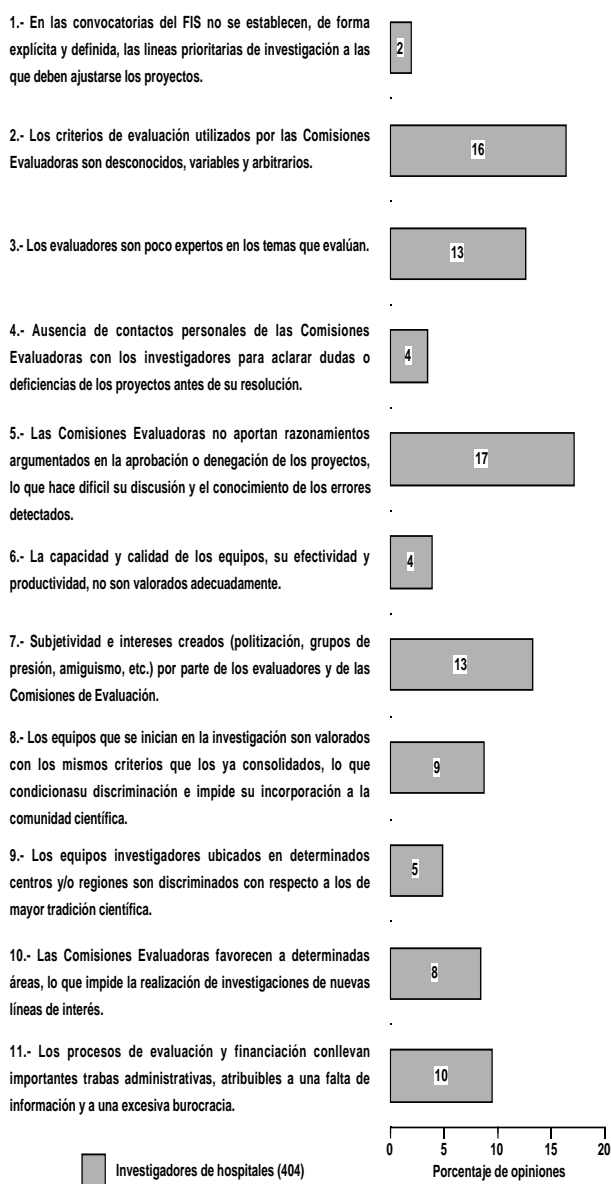 1.- En las convocatorias del FIS no se establecen, de forma
explícita y definida, las lineas prioritarias de investigación a las
que deben ajustarse los proyectos.
2
2.- Los criterios de evaluación utilizados por las Comisiones
Evaluadoras son desconocidos, variables y arbitrarios.
16
3.- Los evaluadores son poco expertos en los temas que evalúan.
13
4.- Ausencia de contactos personales de las Comisiones
Evaluadoras con los investigadores para aclarar dudas o
deficiencias de los proyectos antes de su resolución.
4
5.- Las Comisiones Evaluadoras no aportan razonamientos
argumentados en la aprobación o denegación de los proyectos,
lo que hace dificil su discusión y el conocimiento de los errores
detectados.
17
6.- La capacidad y calidad de los equipos, su efectividad y
productividad, no son valorados adecuadamente.
4
7.- Subjetividad e intereses creados (politización, grupos de
presión, amiguismo, etc.) por parte de los evaluadores y de las
Comisiones de Evaluación.
13
8.- Los equipos que se inician en la investigación son valorados
con los mismos criterios que los ya consolidados, lo que
condicionasu discriminación e impide su incorporación a la
comunidad científica.
9
9.- Los equipos investigadores ubicados en determinados
centros y/o regiones son discriminados con respecto a los de
mayor tradición científica.
5
10.- Las Comisiones Evaluadoras favorecen a determinadas
áreas, lo que impide la realización de investigaciones de nuevas
líneas de interés.
8
11.- Los procesos de evaluación y financiación conllevan
importantes trabas administrativas, atribuibles a una falta de
información y a una excesiva burocracia.
10
0 5 10 15 20
Porcentaje de opiniones
Investigadores de hospitales (404)